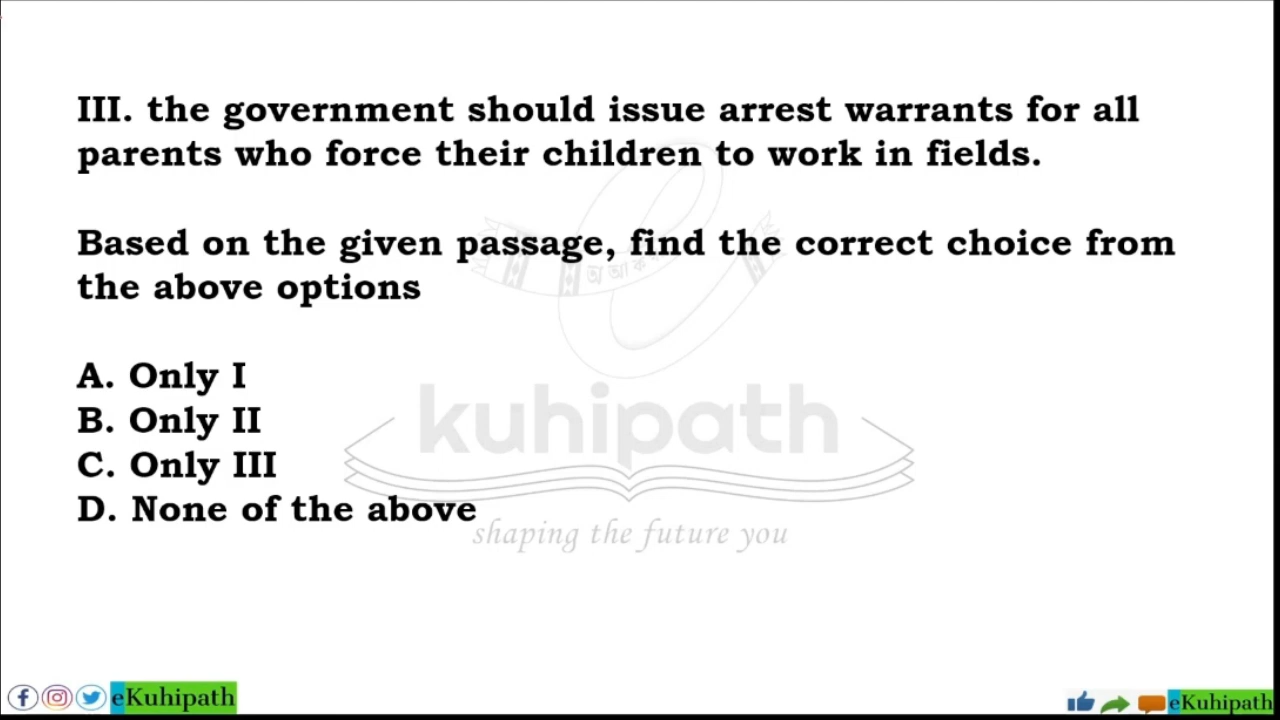 III. the government should issue arrest warrants for all
parents who force their children to work in fields.
Based on the given passage, find the correct choice from
the above options
A. Only I
B. Only II
C. Only III
D. None of the above
অ আ ক
kuhipath
shaping the future you
eKuhipath
eKuhipath